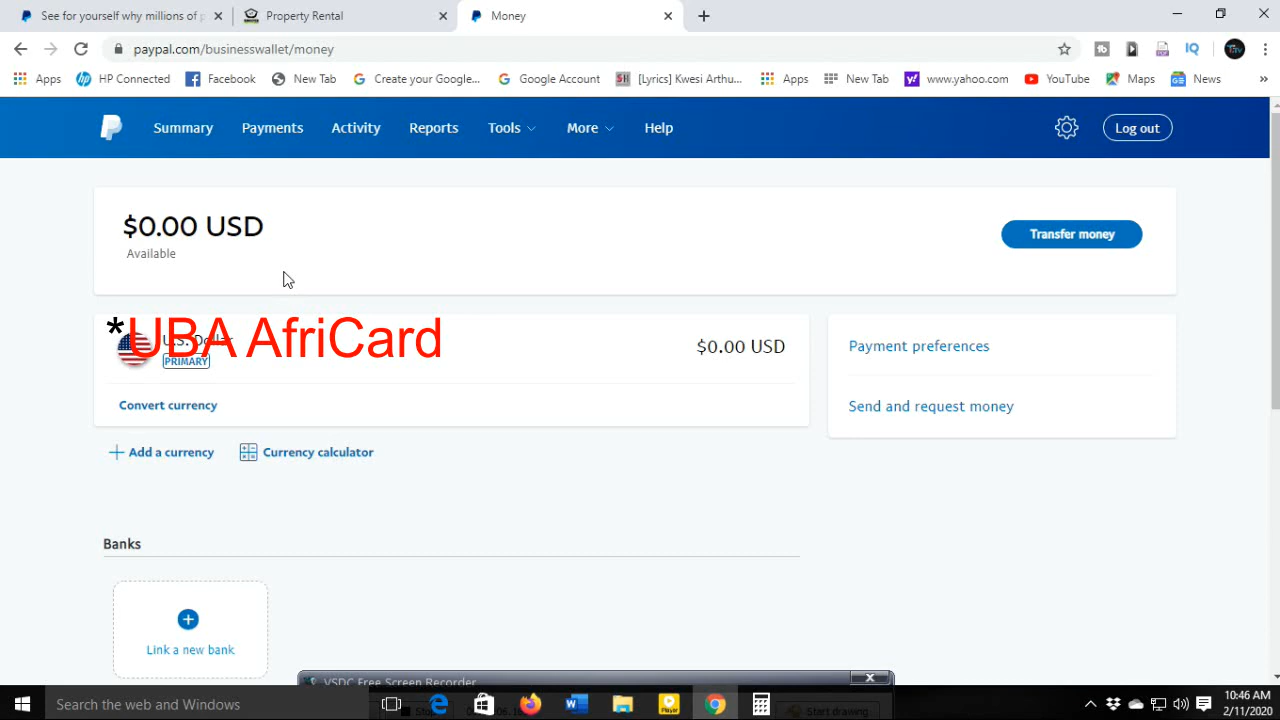 See for yourself why millions of p
Property Rental
Money
paypal.com/businesswallet/money
Apps
HP Connected
Facebook
New Tab
Create your Google...
Google Account
[Lyrics] Kwesi Arthu...
Apps
New Tab
www.yahoo.com
YouTube
Maps
News
Summary
Payments
Activity
Reports
Tools
More
Help
Log out
$0.00 USD
Available
Transfer money
*UBA AfriCard
U.S. Dollar
PRIMARY
$0.00 USD
Payment preferences
Convert currency
Send and request money
Add a currency
Currency calculator
Banks
Link a new bank
VSDC Free Screen Recorder
Search the web and Windows
Stop
Start drawing
10:46 AM
2/11/2020